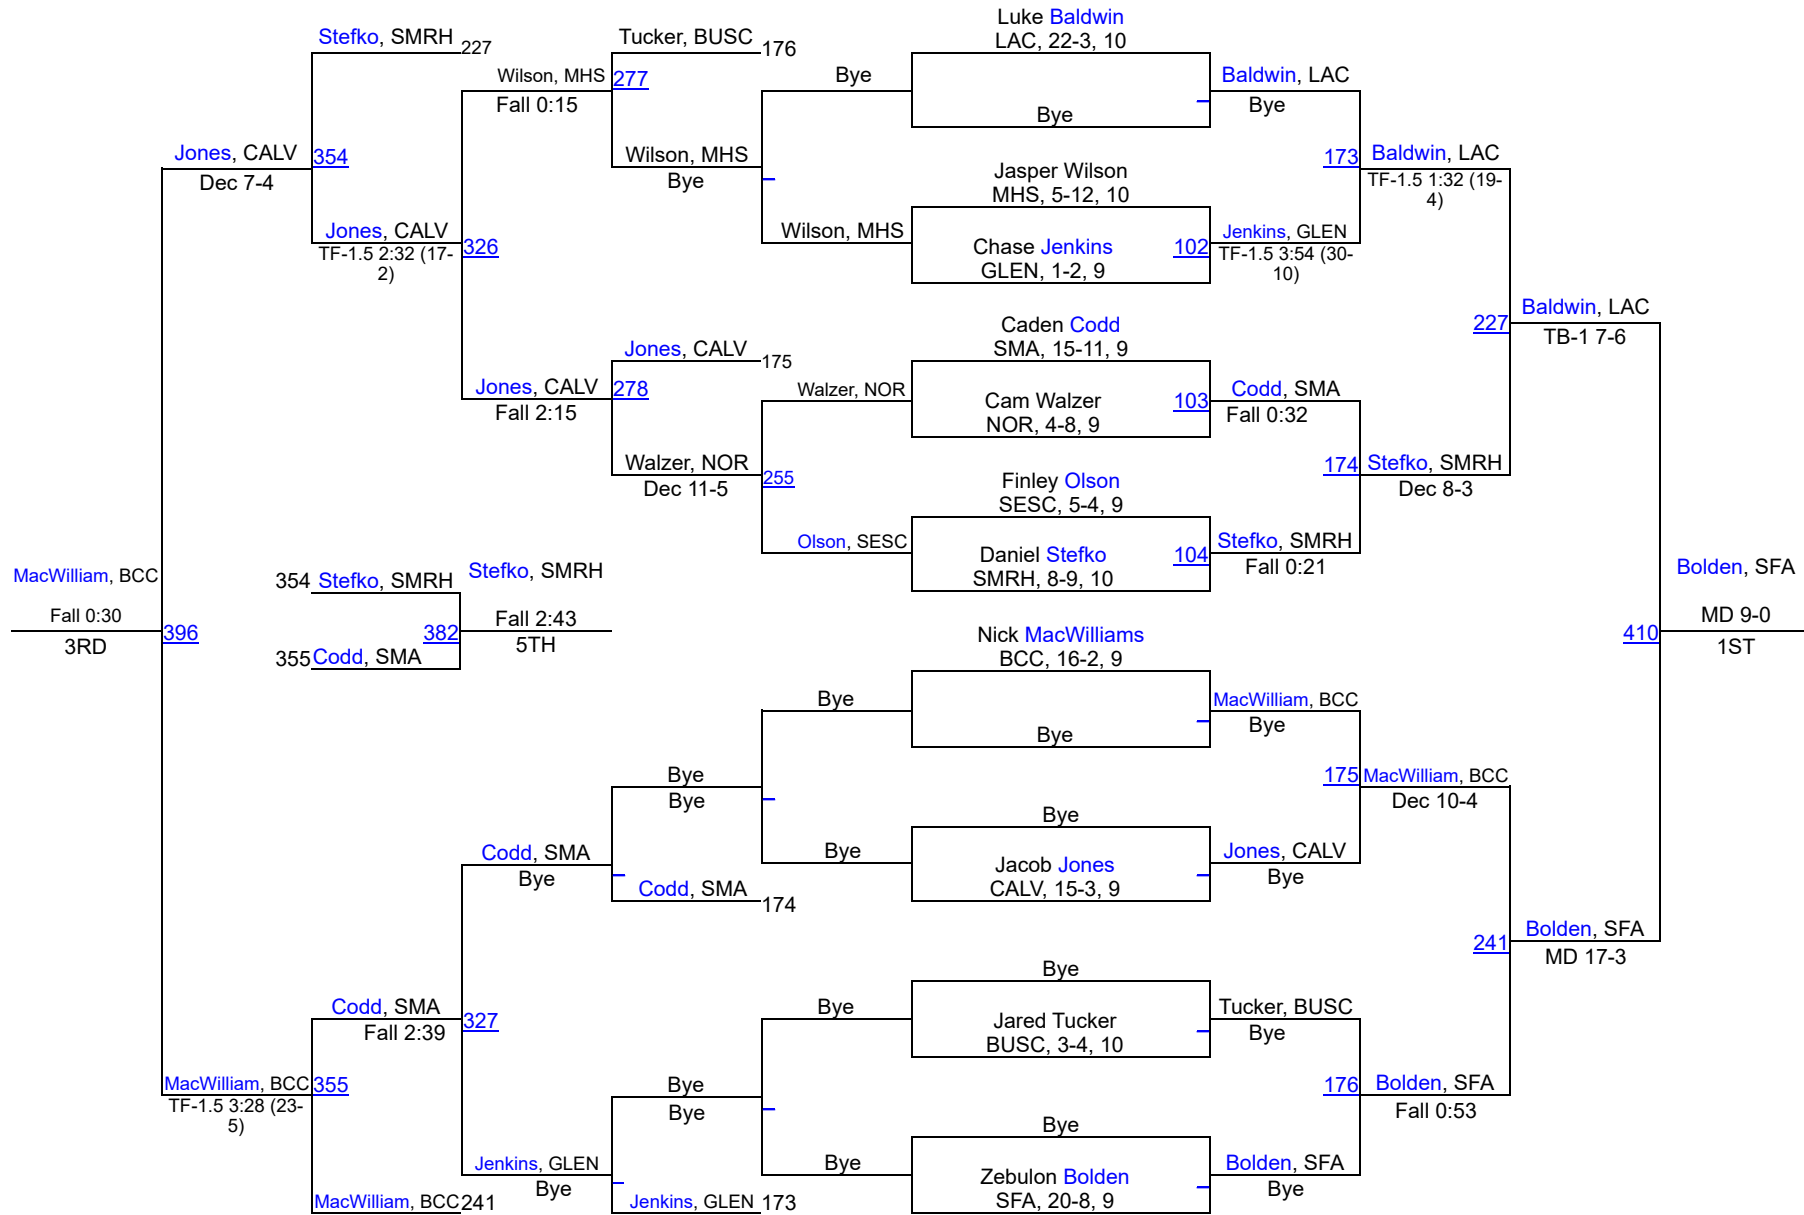 Luke Baldwin
LAC, 22-3, 10
Stefko, SMRH 227
Tucker, BUSC 176
Wilson, MHS 277
Fall 0:15
Bye
Baldwin, LAC
Bye
Bye
Jones, CALV 354
Dec 7-4
Wilson, MHS
Bye
173 Baldwin, LAC
TF-1.5 1:32 (19-
4)
Jasper Wilson
MHS, 5-12, 10
Jones, CALV 326
TF-1.5 2:32 (17-
2)
Wilson, MHS
Chase Jenkins 102
GLEN, 1-2, 9
Jenkins, GLEN
TF-1.5 3:54 (30-
10)
227 Baldwin, LAC
TB-1 7-6
Caden Codd
SMA, 15-11, 9
Jones, CALV 175
Jones, CALV 278
Fall 2:15
Walzer, NOR
Cam Walzer 103
NOR, 4-8, 9
Codd, SMA
Fall 0:32
Walzer, NOR 255
Dec 11-5
174 Stefko, SMRH
Dec 8-3
Finley Olson
SESC, 5-4, 9
Olson, SESC
Daniel Stefko 104
SMRH, 8-9, 10
Stefko, SMRH
Fall 0:21
MacWilliam, BCC
Fall 0:30
3RD
396
354 Stefko, SMRH
355 Codd, SMA
382
Stefko, SMRH
Fall 2:43
5TH
Bolden, SFA
410 MD 9-0
1ST
Nick MacWilliams
BCC, 16-2, 9
Bye
Bye
MacWilliam, BCC
Bye
Bye
Bye
175 MacWilliam, BCC
Dec 10-4
Bye
Codd, SMA
Bye
Bye
Jacob Jones
CALV, 15-3, 9
Jones, CALV
Bye
Codd, SMA 174
241 Bolden, SFA
MD 17-3
Bye
Codd, SMA 327
Fall 2:39
Bye
Jared Tucker
BUSC, 3-4, 10
Tucker, BUSC
Bye
MacWilliam, BCC 355
TF-1.5 3:28 (23-
5)
Bye
Bye
176 Bolden, SFA
Fall 0:53
Bye
Jenkins, GLEN
Bye
Bye
Zebulon Bolden
SFA, 20-8, 9
Bolden, SFA
Bye
MacWilliam, BCC 241
Jenkins, GLEN 173